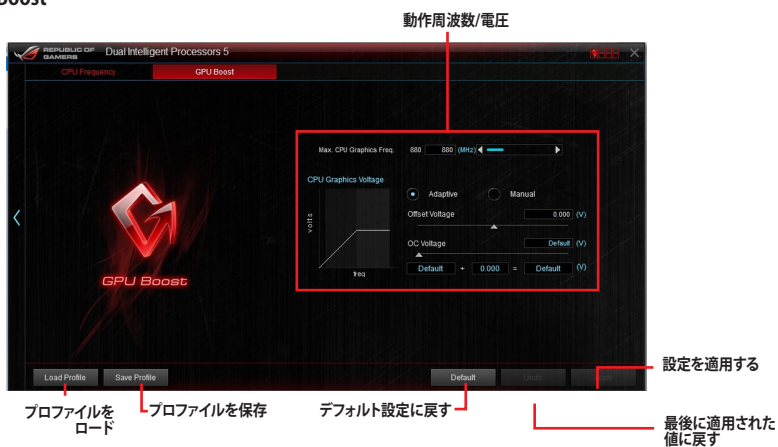 Boost
動作周波数/電圧
REPUBLIC OF GAMERS Dual Intelligent Processors 5
CPU Frequency GPU Boost
Max. CPU Graphics Freq. 880 880 (MHz)
CPU Graphics Voltage
Adaptive Manual
volts
freq
Offset Voltage 0.000 (V)
OC Voltage Default (V)
Default + 0.000 = Default (V)
GPU Boost
Load Profile Save Profile Default Undo
設定を適用する
プロファイルを
ロード
プロファイルを保存
デフォルト設定に戻す
最後に適用された
値に戻す